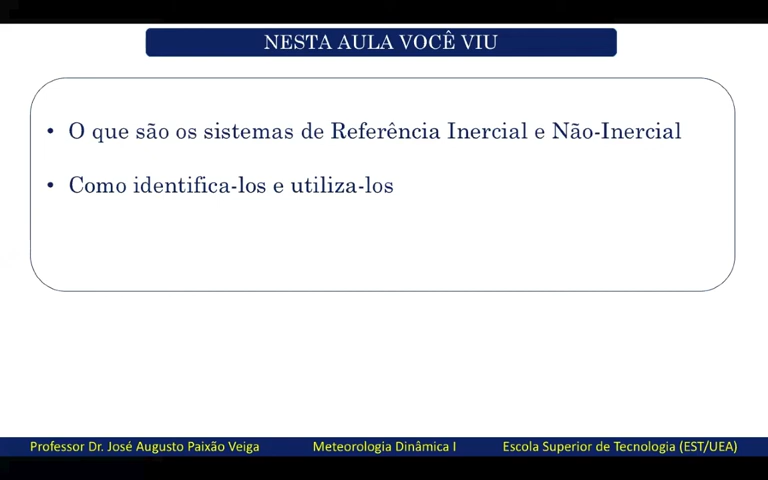 NESTA AULA VOCÊ VIU
• O que são os sistemas de Referência Inercial e Não-Inercial
• Como identifica-los e utiliza-los
Professor Dr. José Augusto Paixão Veiga Meteorologia Dinâmica I Escola Superior de Tecnologia (EST/UEA)